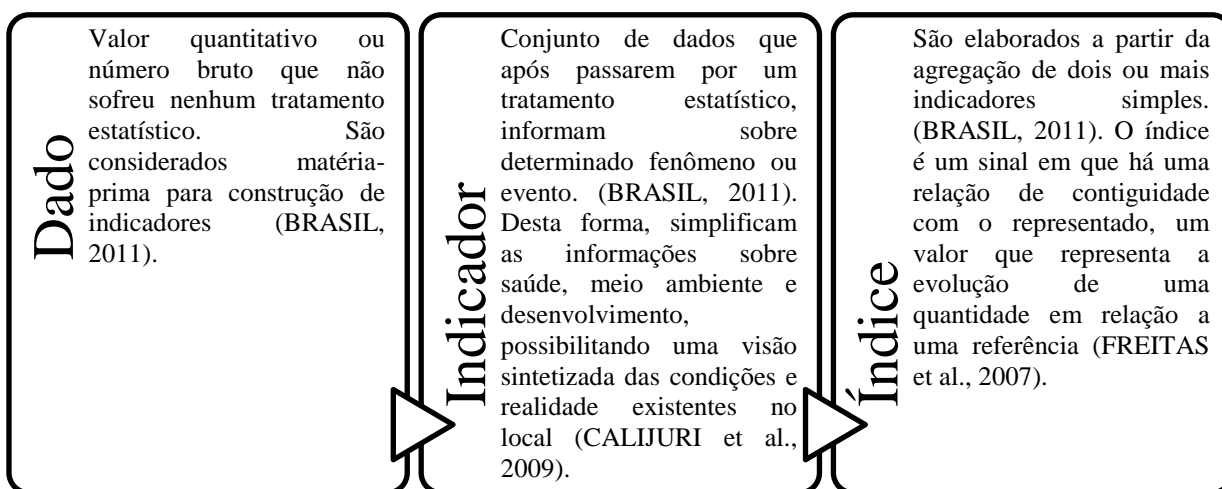 Dado
Valor quantitativo ou
número bruto que não
sofreu nenhum tratamento
estatístico. São
considerados matéria-
prima para construção de
indicadores (BRASIL,
2011).
Indicador
Conjunto de dados que
após passarem por um
tratamento estatístico,
informam sobre
determinado fenômeno ou
evento. (BRASIL, 2011).
Desta forma, simplificam
as informações sobre
saúde, meio ambiente e
desenvolvimento,
possibilitando uma visão
sintetizada das condições e
realidade existentes no
local (CALIJURI et al.,
2009).
Índice
São elaborados a partir da
agregação de dois ou mais
indicadores simples.
(BRASIL, 2011). O índice
é um sinal em que há uma
relação de contiguidade
com o representado, um
valor que representa a
evolução de uma
quantidade em relação a
uma referência (FREITAS
et al., 2007).